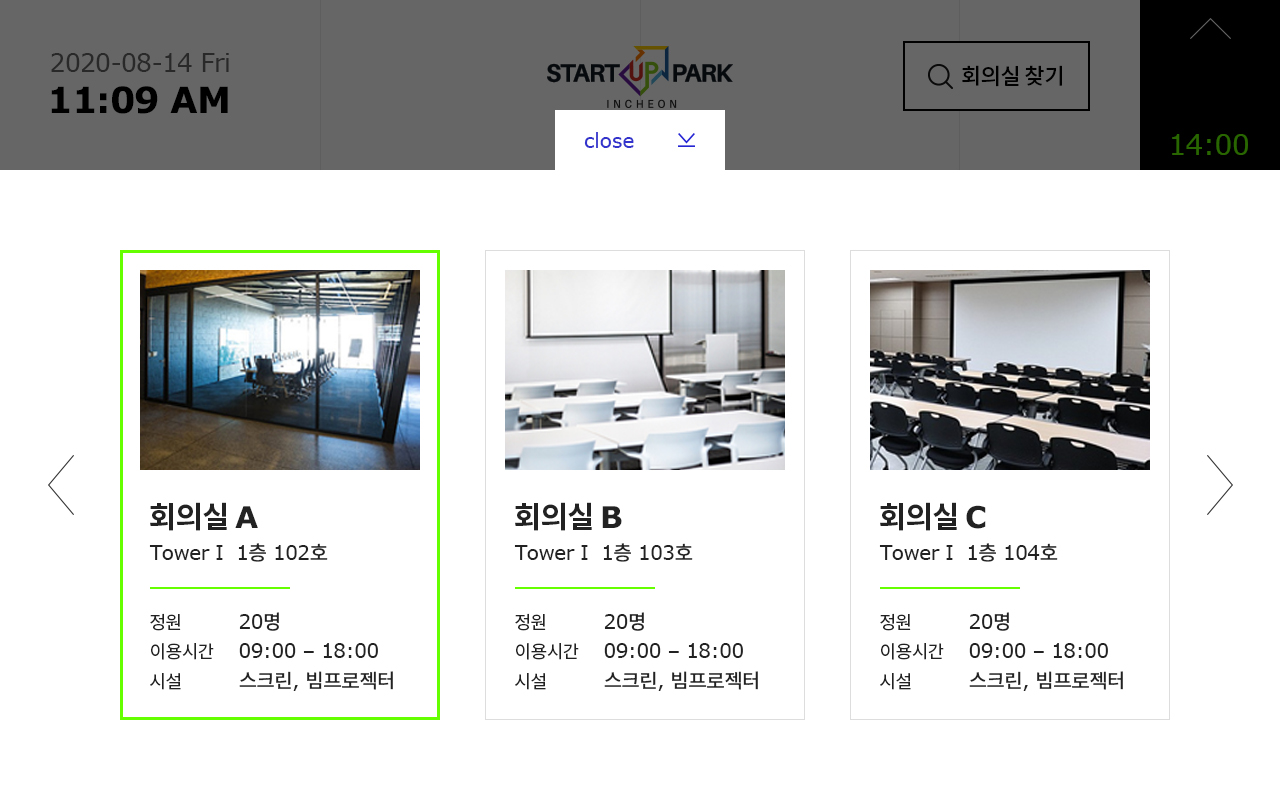 2020-08-14 Fri
11:09 AM
STARTUP PARK
INCHEON
회의실 찾기
14:00
close
회의실 A
Tower I 1층 102호
정원 20명
이용시간 09:00 – 18:00
시설 스크린, 빔프로젝터
회의실 B
Tower I 1층 103호
정원 20명
이용시간 09:00 – 18:00
시설 스크린, 빔프로젝터
회의실 C
Tower I 1층 104호
정원 20명
이용시간 09:00 – 18:00
시설 스크린, 빔프로젝터